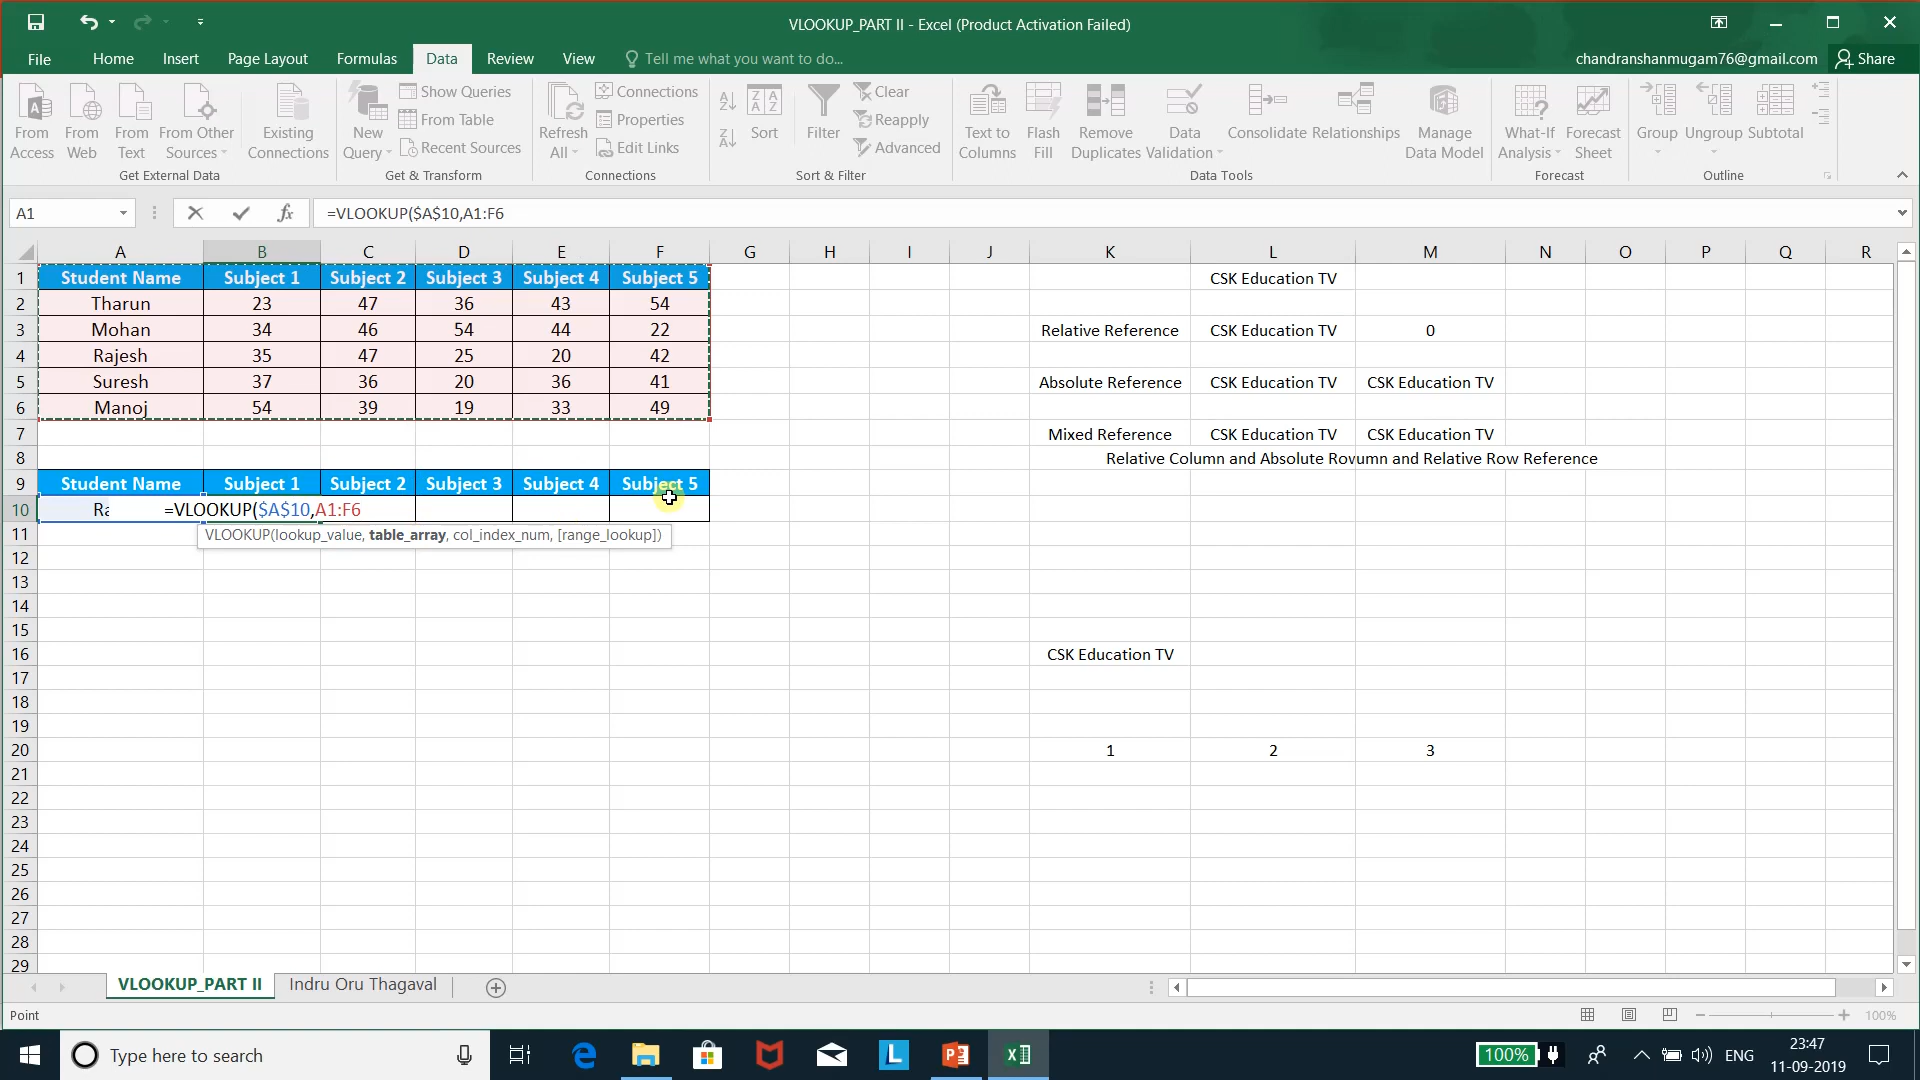 VLOOKUP_PART II - Excel (Product Activation Failed)
File Home Insert Page Layout Formulas Data Review View Tell me what you want to do... chandranshanmugam76@gmail.com Share
From Access
From Web
From Text
From Other Sources
Existing Connections
Get External Data
New Query
Show Queries
From Table
Recent Sources
Get & Transform
Refresh All
Connections
Properties
Edit Links
Connections
Sort
Filter
Clear
Reapply
Advanced
Sort & Filter
Text to Columns
Flash Fill
Remove Duplicates
Data Validation
Consolidate
Relationships
Manage Data Model
Data Tools
What-If Analysis
Forecast Sheet
Forecast
Group
Ungroup
Subtotal
Outline
A1 fx =VLOOKUP($A$10,A1:F6
A B C D E F G H I J K L M N O P Q R
1 Student Name Subject 1 Subject 2 Subject 3 Subject 4 Subject 5 CSK Education TV
2 Tharun 23 47 36 43 54
3 Mohan 34 46 54 44 22 Relative Reference CSK Education TV 0
4 Rajesh 35 47 25 20 42
5 Suresh 37 36 20 36 41 Absolute Reference CSK Education TV CSK Education TV
6 Manoj 54 39 19 33 49
7 Mixed Reference CSK Education TV CSK Education TV
8 Relative Column and Absolute Rowumn and Relative Row Reference
9 Student Name Subject 1 Subject 2 Subject 3 Subject 4 Subject 5
10 Ra =VLOOKUP($A$10,A1:F6
11 VLOOKUP(lookup_value, table_array, col_index_num, [range_lookup])
12
13
14
15
16 CSK Education TV
17
18
19
20 1 2 3
21
22
23
24
25
26
27
28
29
VLOOKUP_PART II Indru Oru Thagaval
Point 100%
Type here to search 100% ENG 23:47
11-09-2019